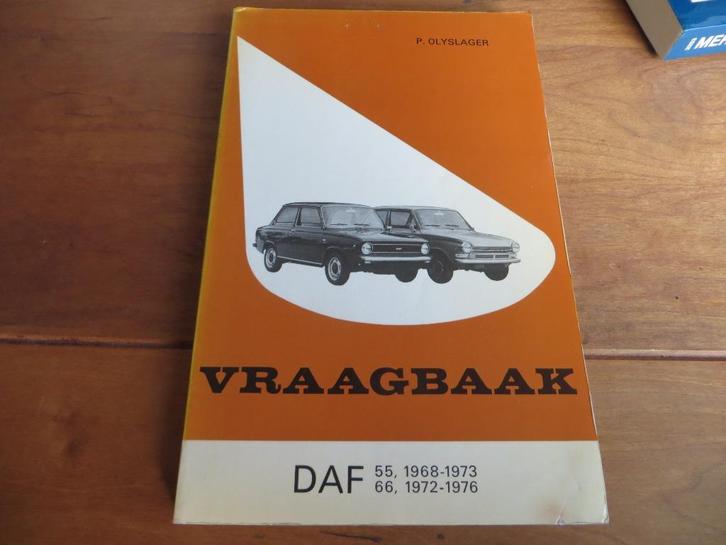 P. OLYSLAGER
VRAAGBAAK
DAF 55, 1968-1973
66, 1972-1976